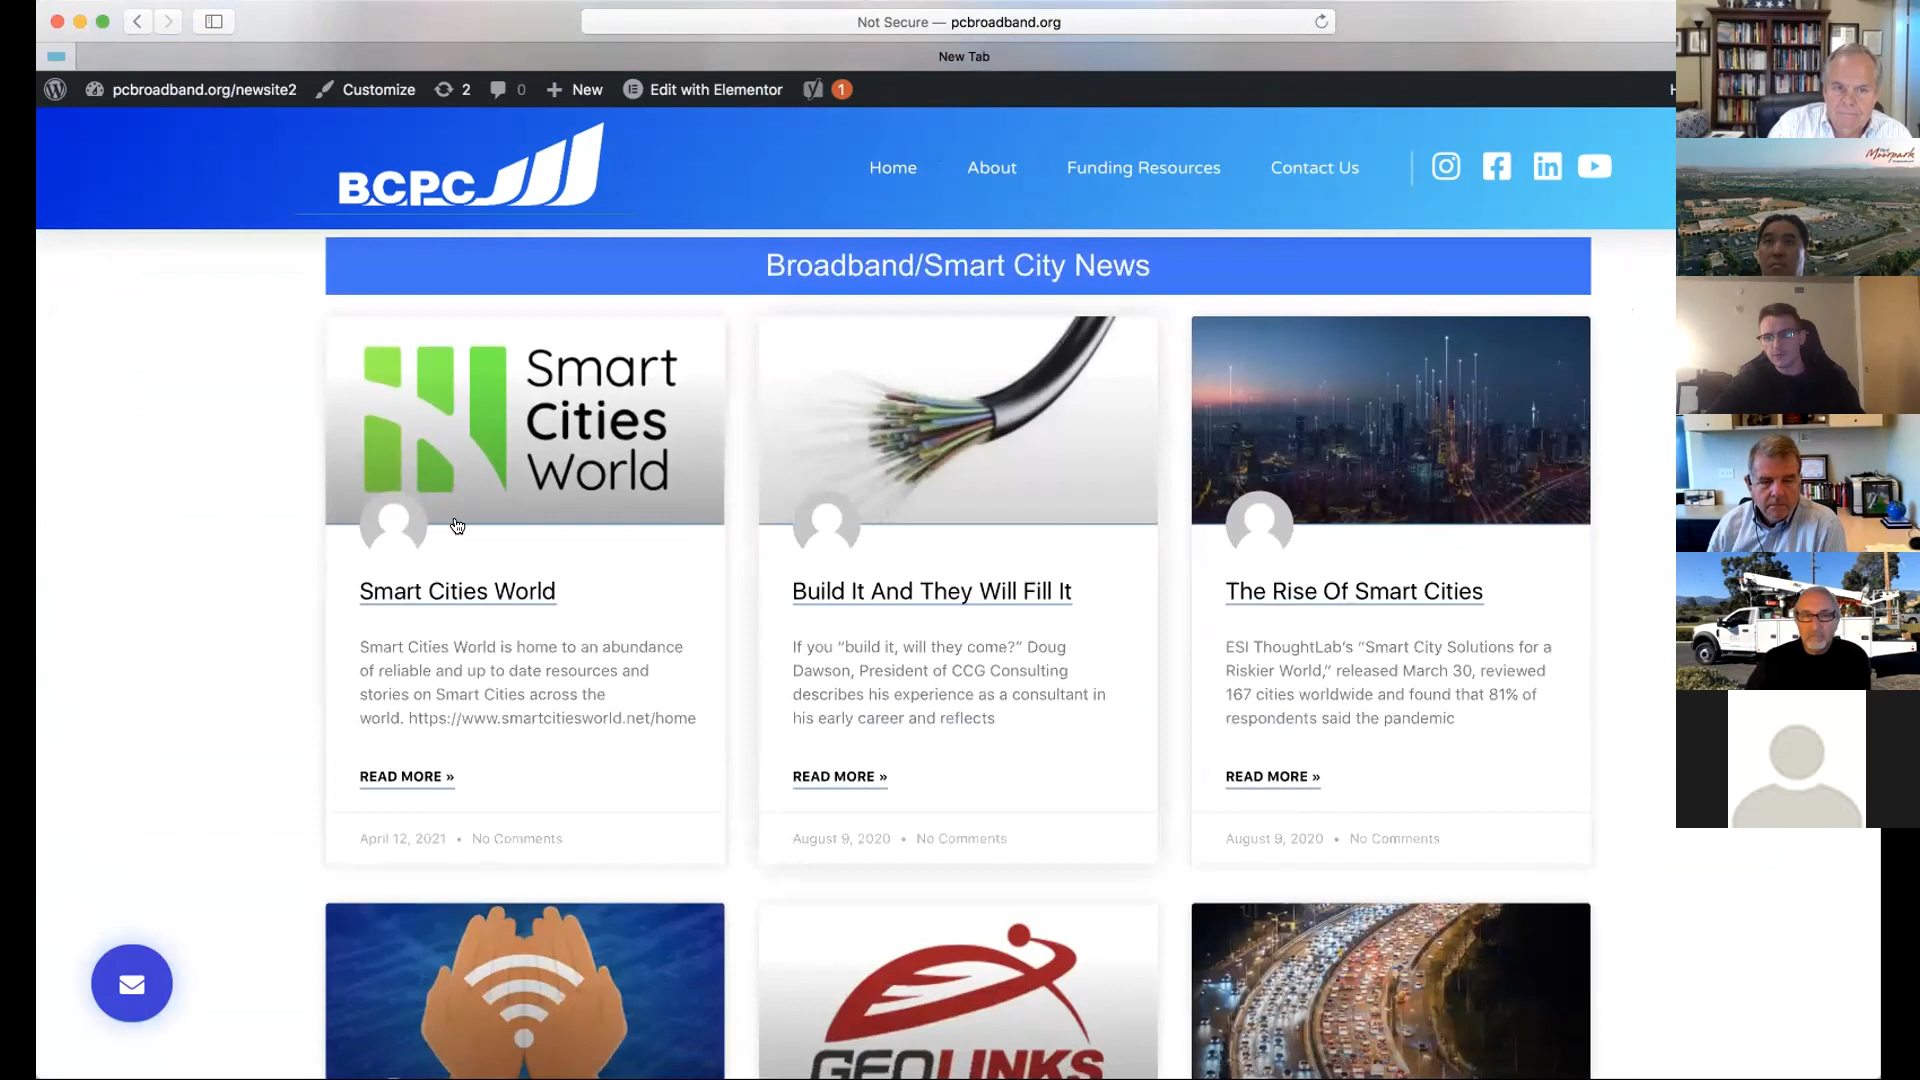 Not Secure — pcbroadband.org
New Tab
pcbroadband.org/newsite2 Customize 2 0 New Edit with Elementor 1 H
BCPC Home About Funding Resources Contact Us
Broadband/Smart City News
Smart
Cities
World
Smart Cities World
Smart Cities World is home to an abundance
of reliable and up to date resources and
stories on Smart Cities across the
world. https://www.smartcitiesworld.net/home
READ MORE »
April 12, 2021 • No Comments
Build It And They Will Fill It
If you “build it, will they come?” Doug
Dawson, President of CCG Consulting
describes his experience as a consultant in
his early career and reflects
READ MORE »
August 9, 2020 • No Comments
The Rise Of Smart Cities
ESI ThoughtLab’s “Smart City Solutions for a
Riskier World,” released March 30, reviewed
167 cities worldwide and found that 81% of
respondents said the pandemic
READ MORE »
August 9, 2020 • No Comments
GEOLINKS
Moorpark